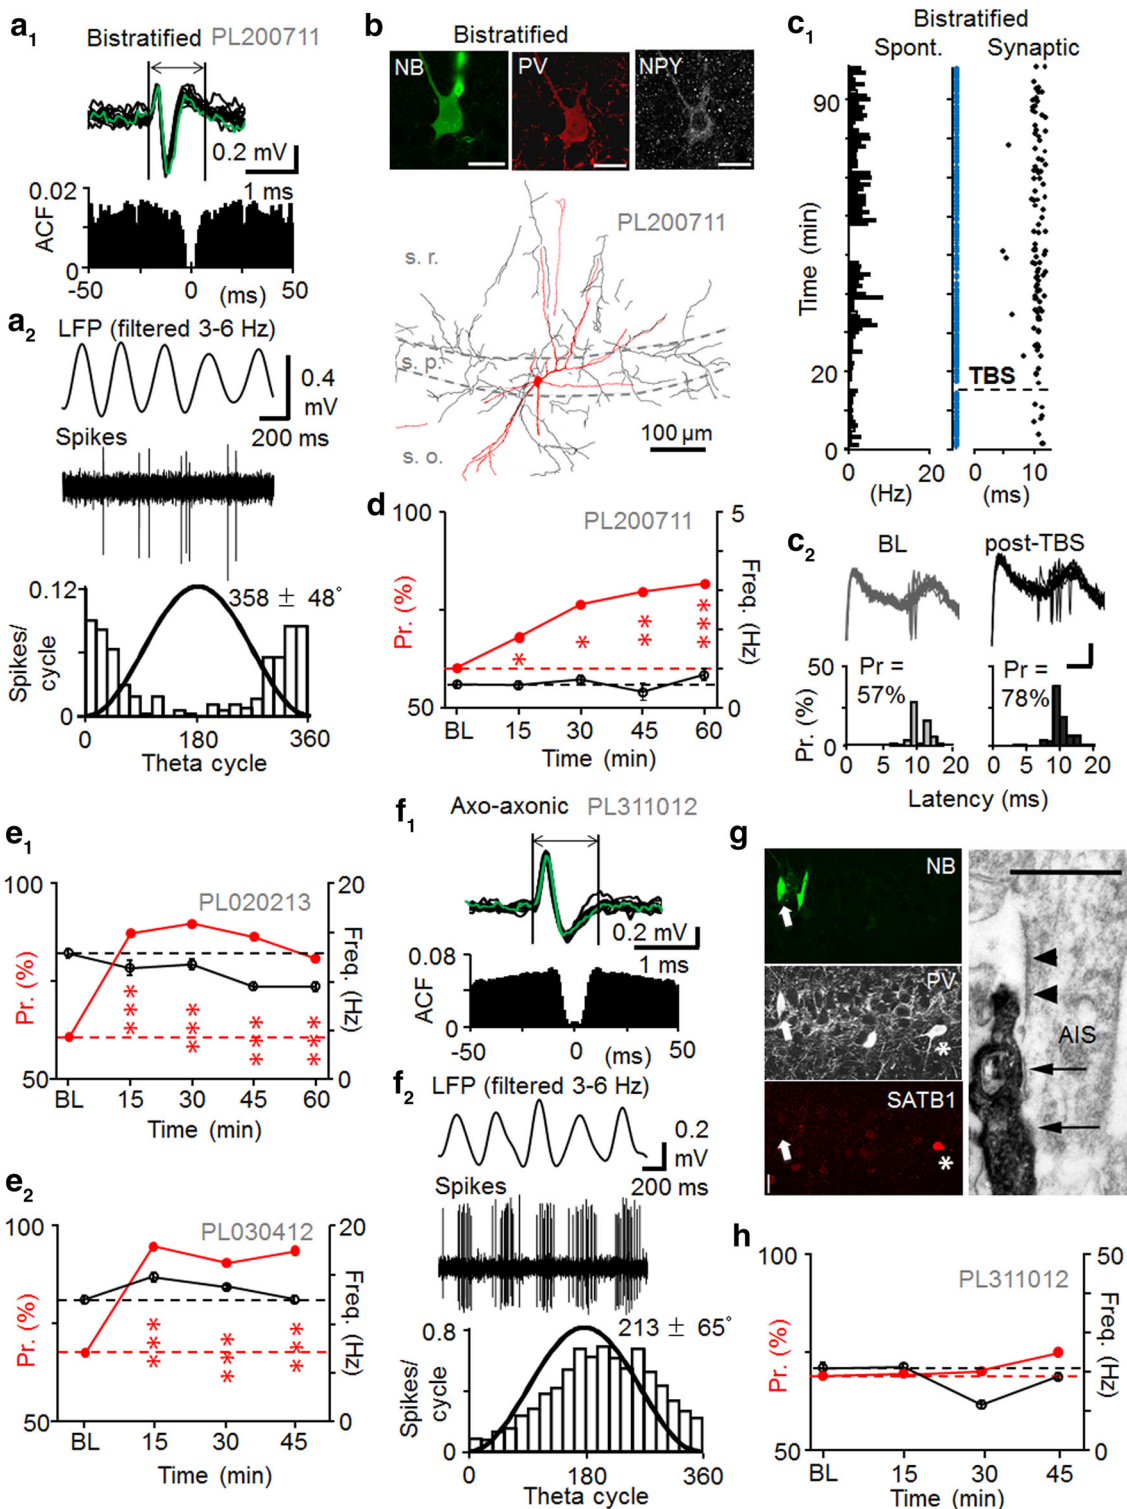 a1
Bistratified PL200711
0.2 mV
1 ms
0.02
ACF
0
-50 0 (ms) 50
a2
LFP (filtered 3-6 Hz)
0.4
mV
200 ms
Spikes
0.12
358 ± 48°
Spikes/
cycle
0
0 180 360
Theta cycle
b
Bistratified
NB
PV
NPY
PL200711
s. r.
s. p.
s. o.
100 µm
c1
Bistratified
Spont. Synaptic
90
Time (min)
20
TBS
0
0 20 0 10
(Hz) (ms)
c2
BL post-TBS
50
Pr =
57%
Pr =
78%
Pr. (%)
0
0 10 20 0 10 20
Latency (ms)
d
100
PL200711
5
Pr. (%)
Freq. (Hz)
*
*
**
***
50
0
BL 15 30 45 60
Time (min)
e1
100
PL020213
20
Pr. (%)
Freq. (Hz)
***
***
***
***
50
0
BL 15 30 45 60
Time (min)
e2
100
PL030412
20
Pr. (%)
Freq. (Hz)
***
***
***
50
0
BL 15 30 45
Time (min)
f1
Axo-axonic PL311012
0.2 mV
1 ms
0.08
ACF
0
-50 0 (ms) 50
f2
LFP (filtered 3-6 Hz)
0.2
mV
200 ms
Spikes
0.8
213 ± 65°
Spikes/
cycle
0
0 180 360
Theta cycle
g
NB
PV
*
SATB1
*
AIS
h
100
PL311012
50
Pr. (%)
Freq. (Hz)
50
0
BL 15 30 45
Time (min)